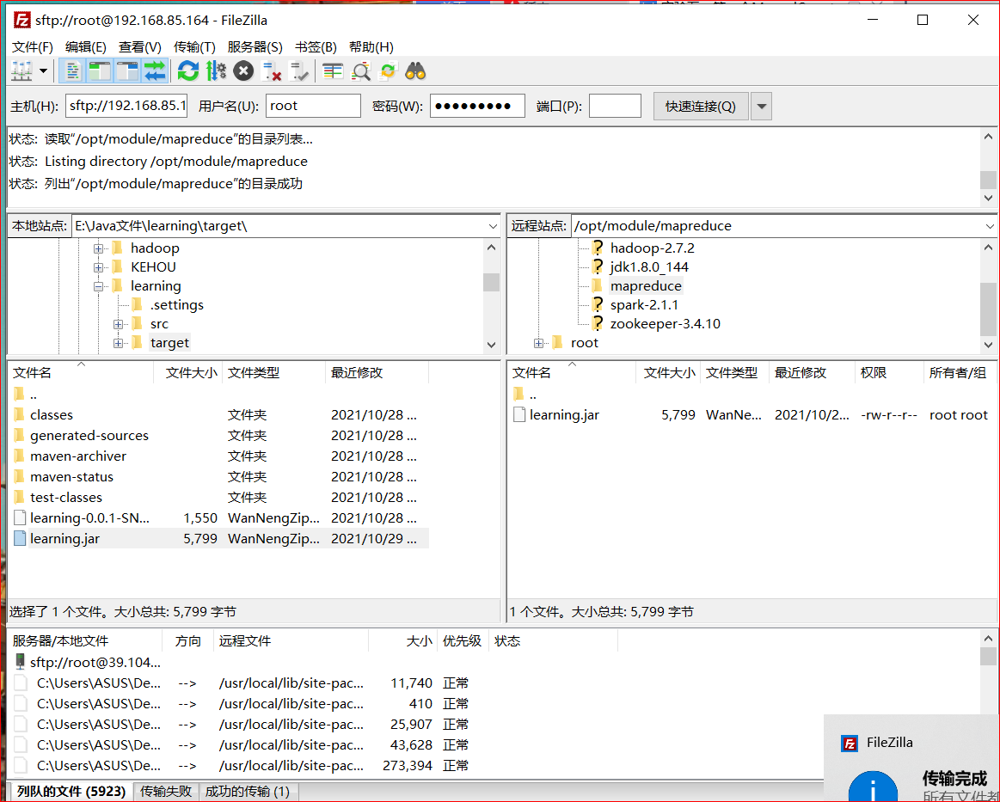 sftp://root@192.168.85.164 - FileZilla
文件(F) 编辑(E) 查看(V) 传输(T) 服务器(S) 书签(B) 帮助(H)
主机(H): sftp://192.168.85.1 用户名(U): root 密码(W): ●●●●●●●●● 端口(P): 快速连接(Q)
状态: 读取“/opt/module/mapreduce”的目录列表...
状态: Listing directory /opt/module/mapreduce
状态: 列出“/opt/module/mapreduce”的目录成功
本地站点: E:\Java文件\learning\target\
hadoop
KEHOU
learning
.settings
src
target
远程站点: /opt/module/mapreduce
hadoop-2.7.2
jdk1.8.0_144
mapreduce
spark-2.1.1
zookeeper-3.4.10
root
文件名 文件大小 文件类型 最近修改
..
classes 文件夹 2021/10/28 ...
generated-sources 文件夹 2021/10/28 ...
maven-archiver 文件夹 2021/10/28 ...
maven-status 文件夹 2021/10/28 ...
test-classes 文件夹 2021/10/28 ...
learning-0.0.1-SN... 1,550 WanNengZip... 2021/10/28 ...
learning.jar 5,799 WanNengZip... 2021/10/29 ...
选择了 1 个文件。大小总共: 5,799 字节
文件名 文件大小 文件类型 最近修改 权限 所有者/组
..
learning.jar 5,799 WanNe... 2021/10/2... -rw-r--r-- root root
1 个文件。大小总共: 5,799 字节
服务器/本地文件 方向 远程文件 大小 优先级 状态
sftp://root@39.104...
C:\Users\ASUS\De... --> /usr/local/lib/site-pac... 11,740 正常
C:\Users\ASUS\De... --> /usr/local/lib/site-pac... 410 正常
C:\Users\ASUS\De... --> /usr/local/lib/site-pac... 25,907 正常
C:\Users\ASUS\De... --> /usr/local/lib/site-pac... 43,628 正常
C:\Users\ASUS\De... --> /usr/local/lib/site-pac... 273,394 正常
列队的文件 (5923) 传输失败 成功的传输 (1)
FileZilla
传输完成
所有文件都